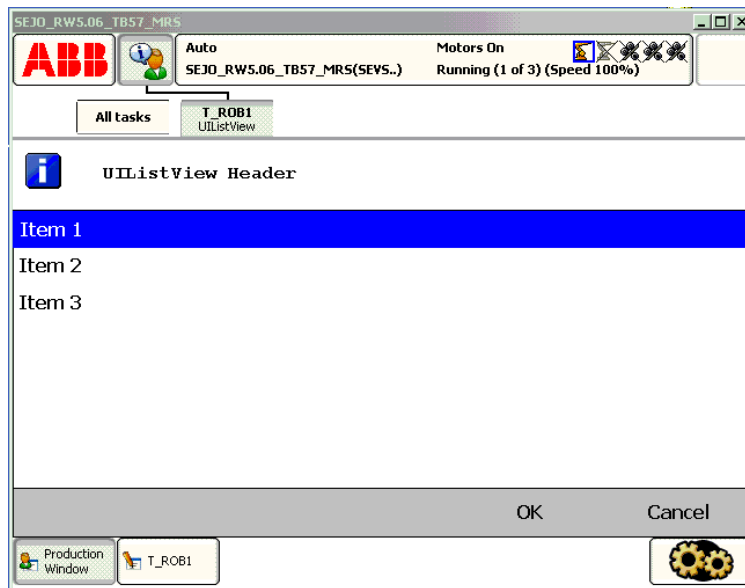 SEJO_RW5.06_TB57_MRS
ABB
Auto
Motors On
SEJO_RW5.06_TB57_MRS(SEVS..)
Running (1 of 3) (Speed 100%)
All tasks
T_ROB1
UIListView
UIListView Header
Item 1
Item 2
Item 3
OK
Cancel
Production
Window
T_ROB1